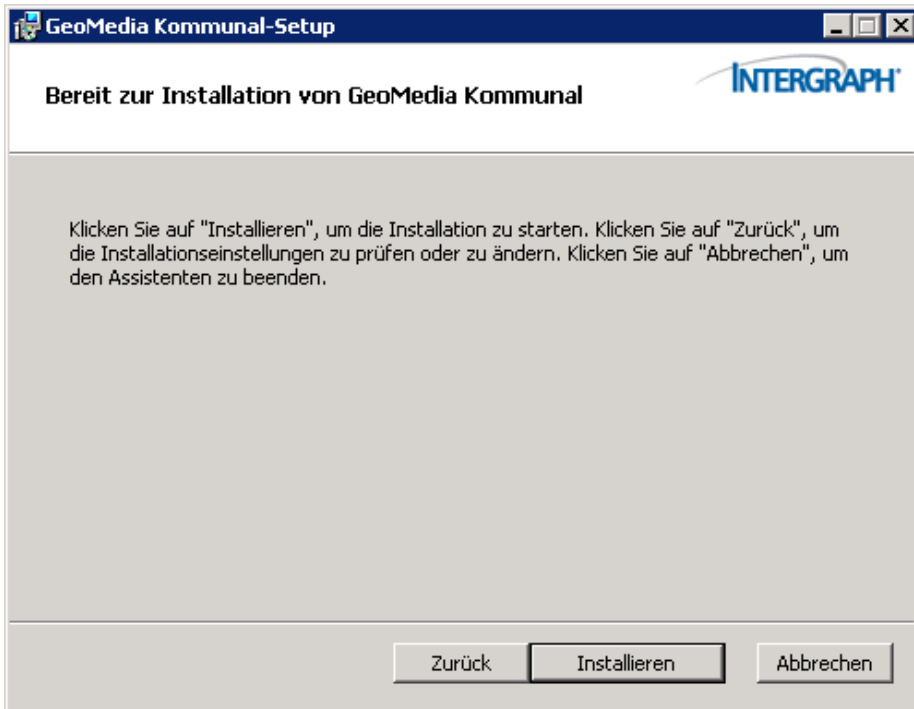 GeoMedia Kommunal-Setup
Bereit zur Installation von GeoMedia Kommunal
INTERGRAPH
Klicken Sie auf "Installieren", um die Installation zu starten. Klicken Sie auf "Zurück", um
die Installationseinstellungen zu prüfen oder zu ändern. Klicken Sie auf "Abbrechen", um
den Assistenten zu beenden.
Zurück
Installieren
Abbrechen